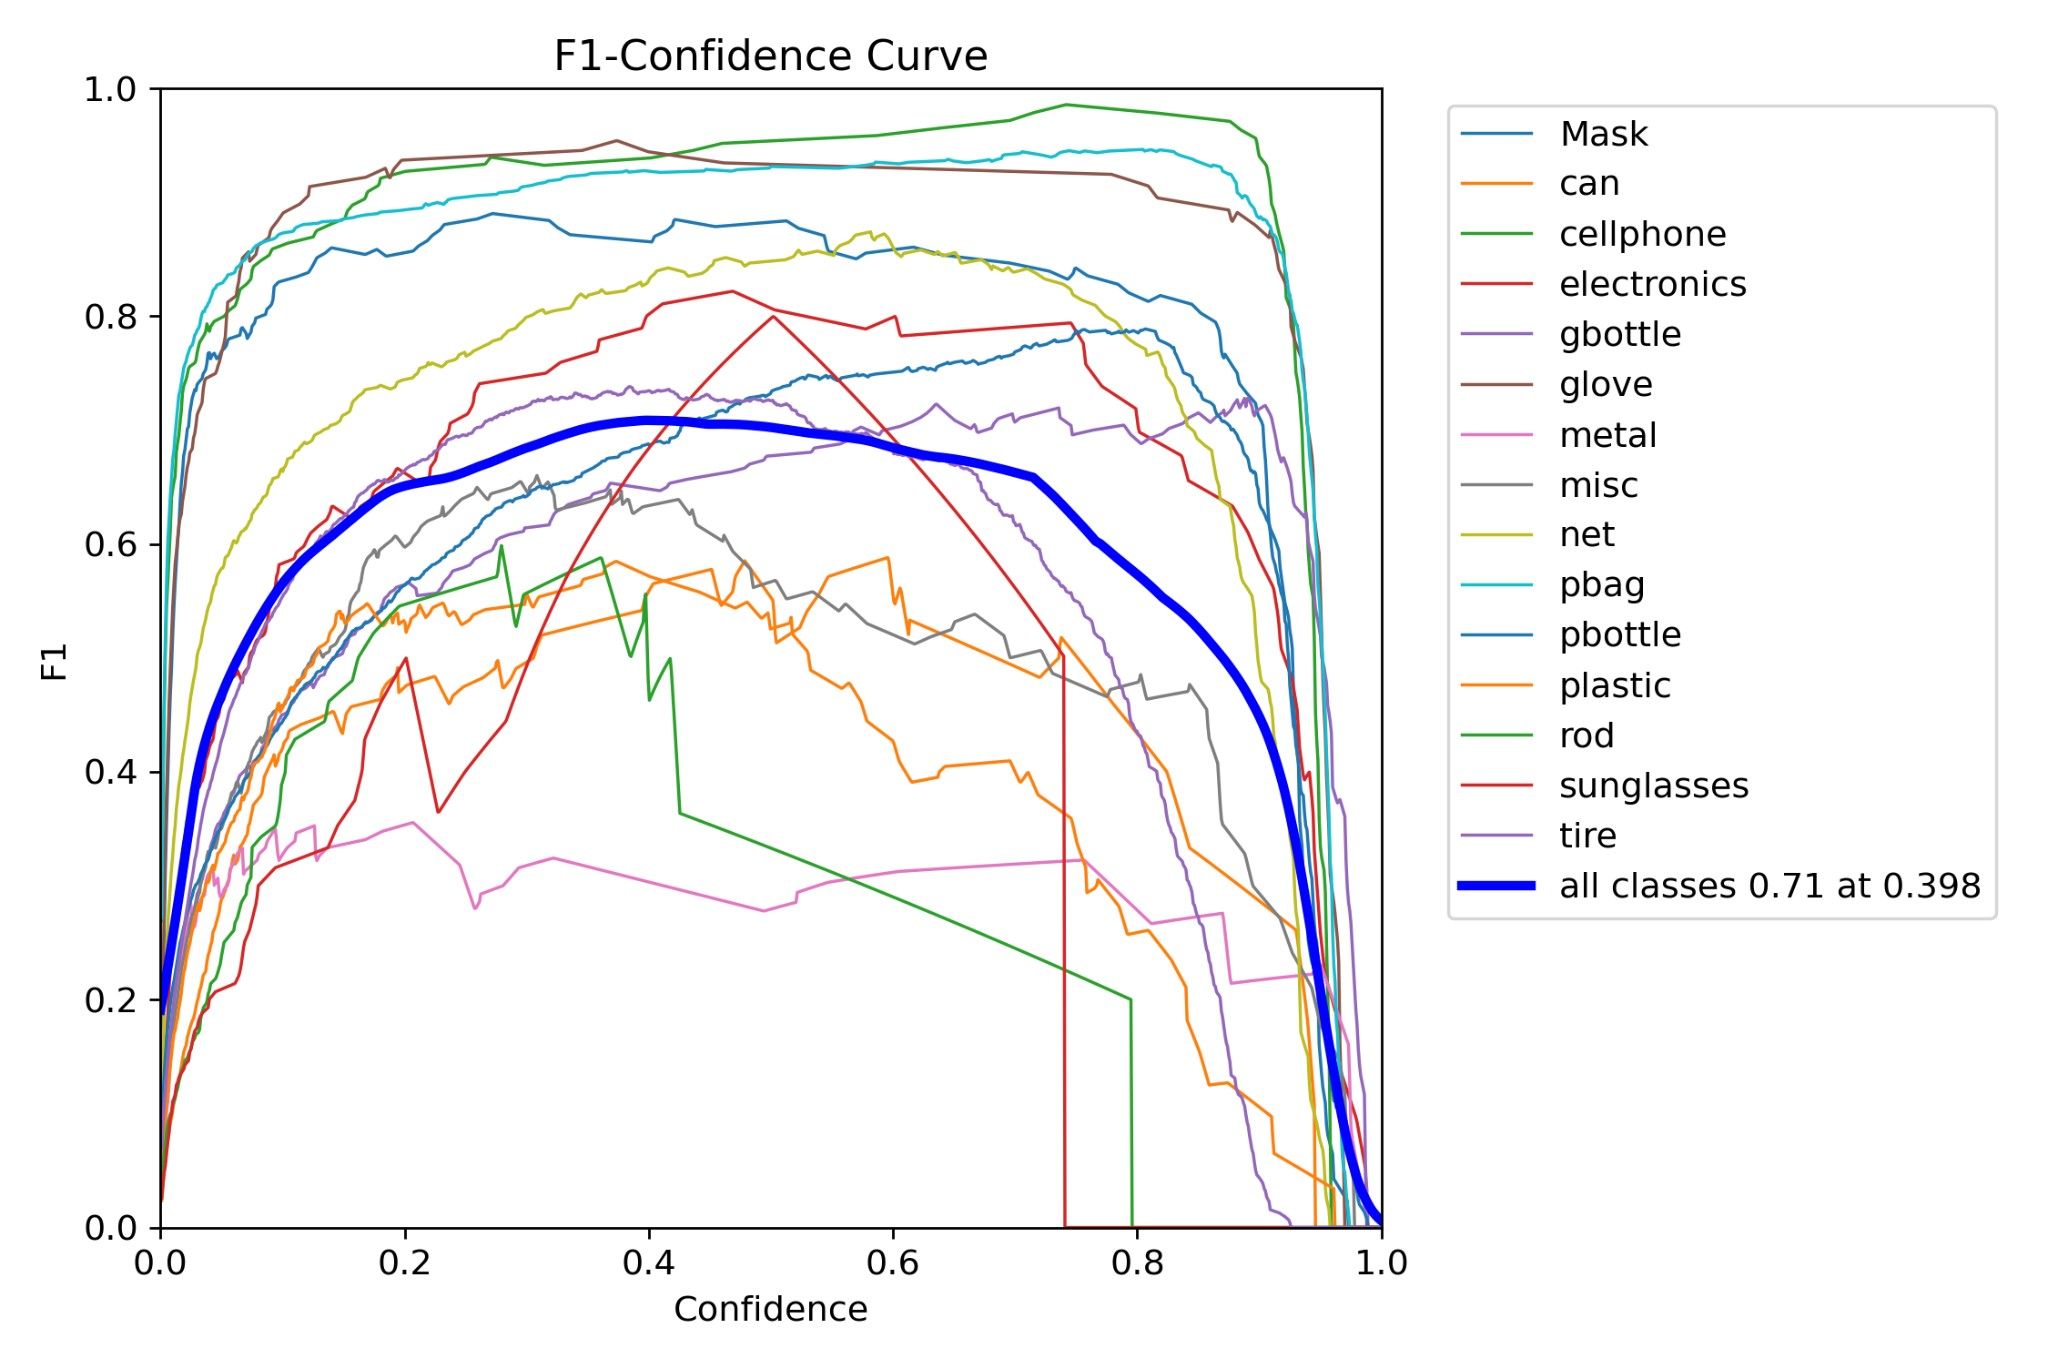 F1-Confidence Curve
1.0
0.8
0.6
0.4
0.2
0.0
F1
0.0 0.2 0.4 0.6 0.8 1.0
Confidence
Mask
can
cellphone
electronics
gbottle
glove
metal
misc
net
pbag
pbottle
plastic
rod
sunglasses
tire
all classes 0.71 at 0.398